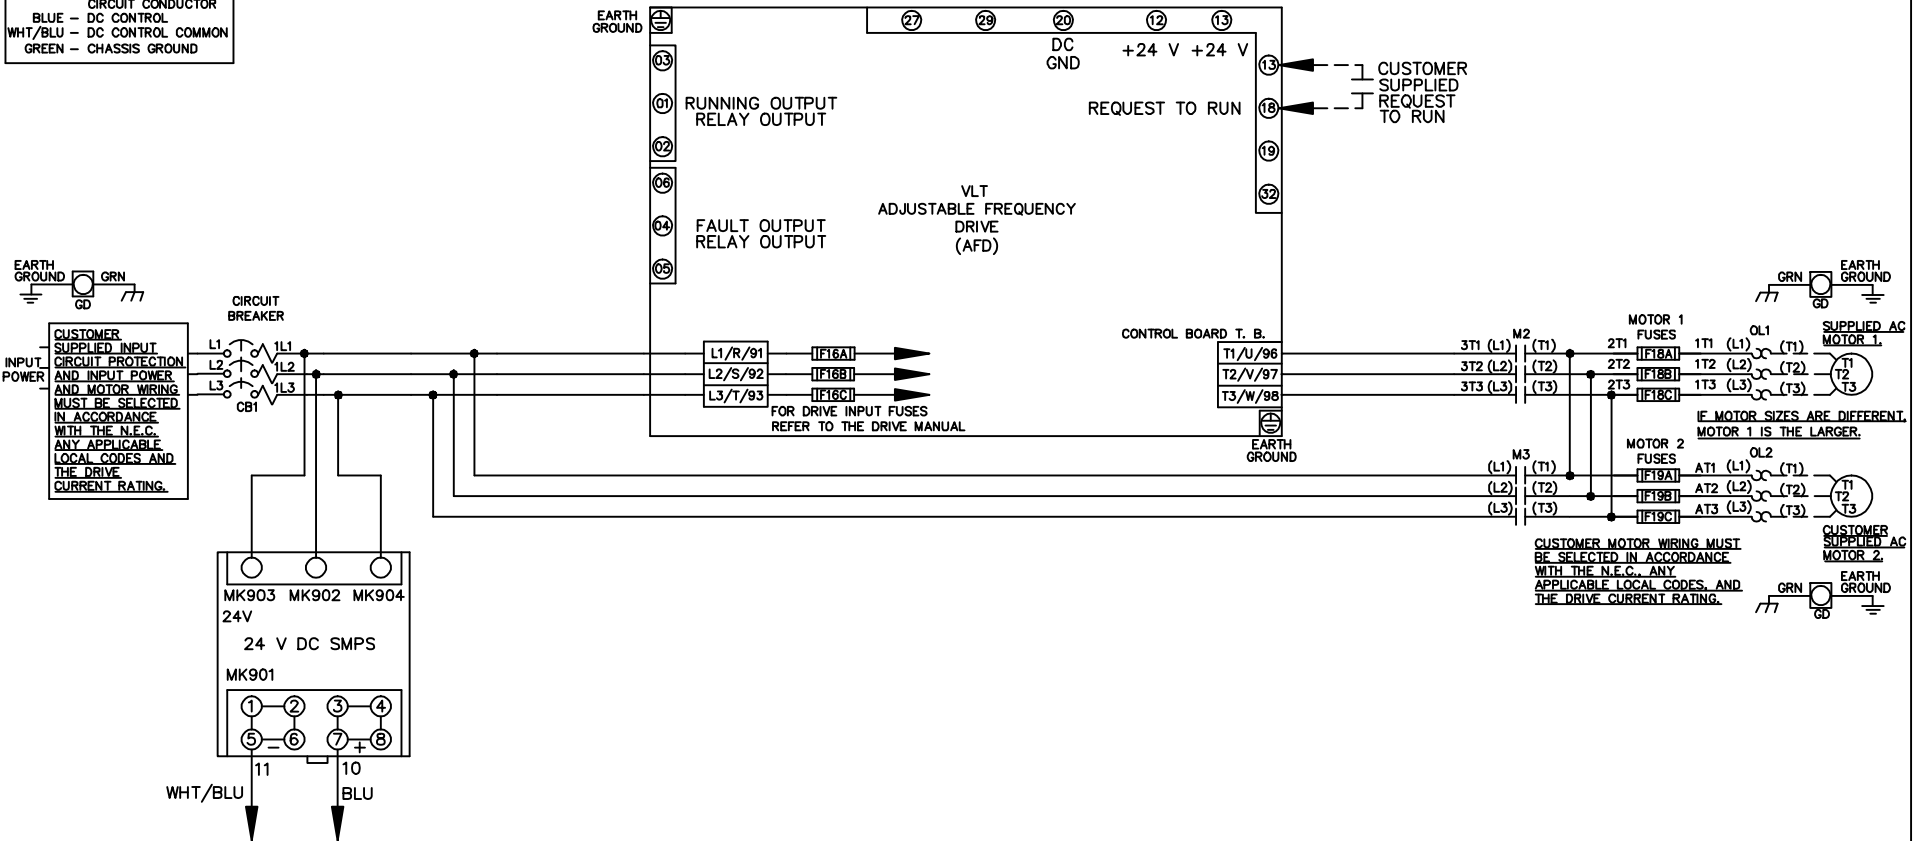 CIRCUIT CONDUCTOR
BLUE – DC CONTROL
WHT/BLU – DC CONTROL COMMON
GREEN – CHASSIS GROUND
EARTH
GROUND
27
29
20
12
13
DC
GND
+24 V
+24 V
03
01
02
RUNNING OUTPUT
RELAY OUTPUT
06
04
05
FAULT OUTPUT
RELAY OUTPUT
VLT
ADJUSTABLE FREQUENCY
DRIVE
(AFD)
REQUEST TO RUN
13
18
19
32
CUSTOMER
SUPPLIED
REQUEST
TO RUN
EARTH
GROUND
GRN
GD
CIRCUIT
BREAKER
INPUT
POWER
CUSTOMER
SUPPLIED INPUT
CIRCUIT PROTECTION
AND INPUT POWER
AND MOTOR WIRING
MUST BE SELECTED
IN ACCORDANCE
WITH THE N.E.C.
ANY APPLICABLE
LOCAL CODES AND
THE DRIVE
CURRENT RATING.
L1
1L1
L2
1L2
L3
1L3
CB1
L1/R/91
F16A
L2/S/92
F16B
L3/T/93
F16C
FOR DRIVE INPUT FUSES
REFER TO THE DRIVE MANUAL
CONTROL BOARD T. B.
T1/U/96
T2/V/97
T3/W/98
EARTH
GROUND
M2
3T1 (L1)
(T1)
3T2 (L2)
(T2)
3T3 (L3)
(T3)
MOTOR 1
FUSES
2T1
F18A
1T1 (L1)
(T1)
2T2
F18B
1T2 (L2)
(T2)
2T3
F18C
1T3 (L3)
(T3)
OL1
GRN
EARTH
GROUND
GD
SUPPLIED AC
MOTOR 1.
T1
T2
T3
IF MOTOR SIZES ARE DIFFERENT,
MOTOR 1 IS THE LARGER.
M3
(L1)
(T1)
(L2)
(T2)
(L3)
(T3)
MOTOR 2
FUSES
F19A
AT1 (L1)
(T1)
F19B
AT2 (L2)
(T2)
F19C
AT3 (L3)
(T3)
OL2
T1
T2
T3
CUSTOMER
SUPPLIED AC
MOTOR 2.
CUSTOMER MOTOR WIRING MUST
BE SELECTED IN ACCORDANCE
WITH THE N.E.C., ANY
APPLICABLE LOCAL CODES, AND
THE DRIVE CURRENT RATING.
GRN
EARTH
GROUND
GD
MK903 MK902 MK904
24V
24 V DC SMPS
MK901
1
2
3
4
5
–
6
7
+
8
11
10
WHT/BLU
BLU